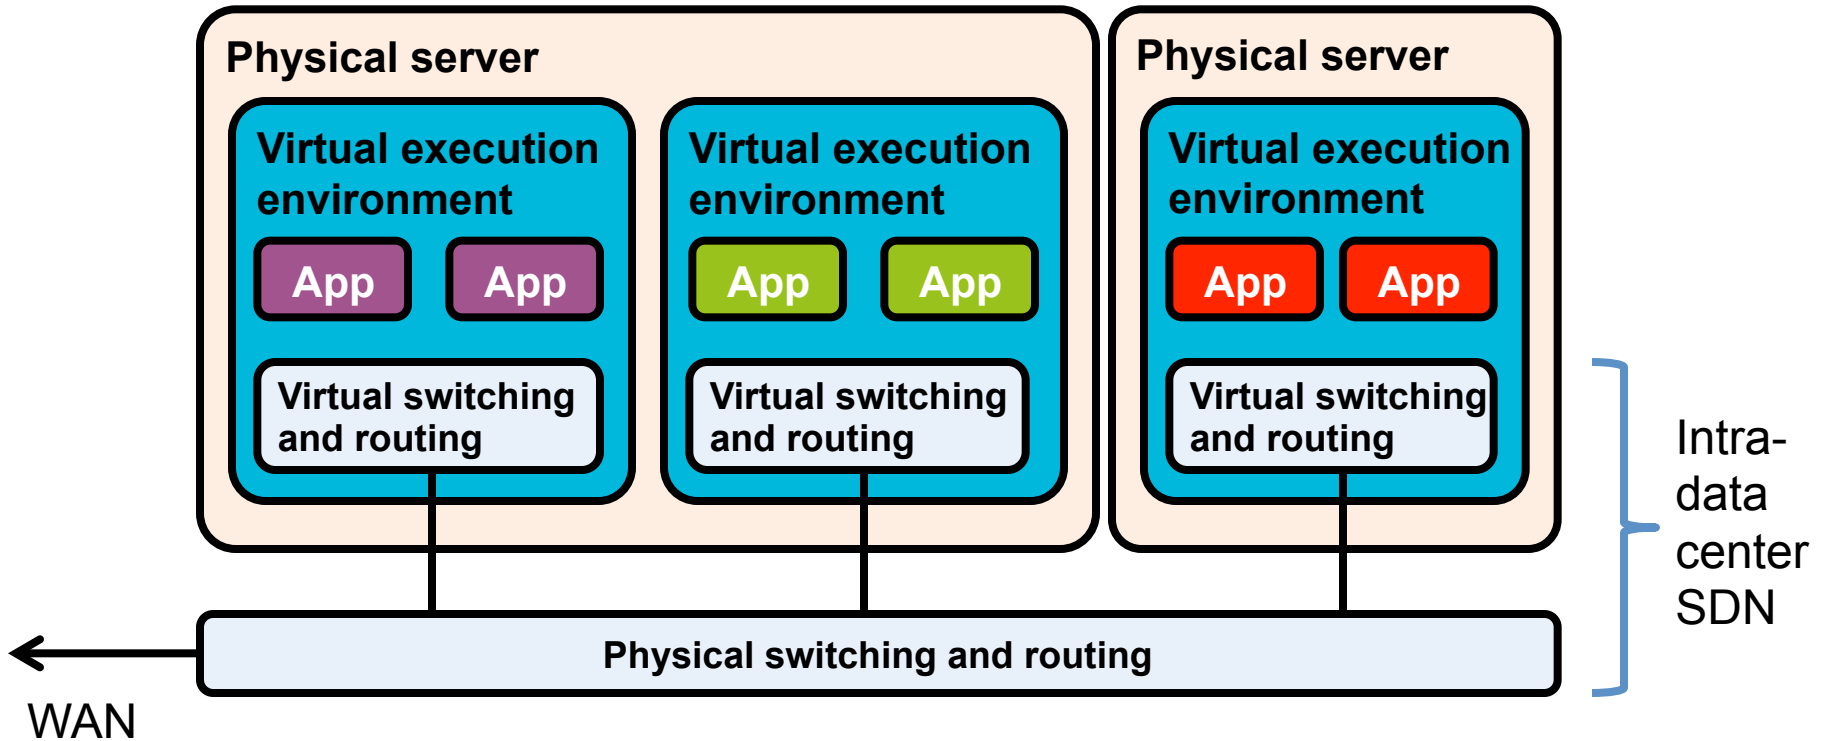 Physical server
Physical server
Virtual execution
environment
Virtual execution
environment
Virtual execution
environment
App
App
App
App
App
App
Virtual switching
and routing
Virtual switching
and routing
Virtual switching
and routing
Intra-
data
center
SDN
Physical switching and routing
WAN